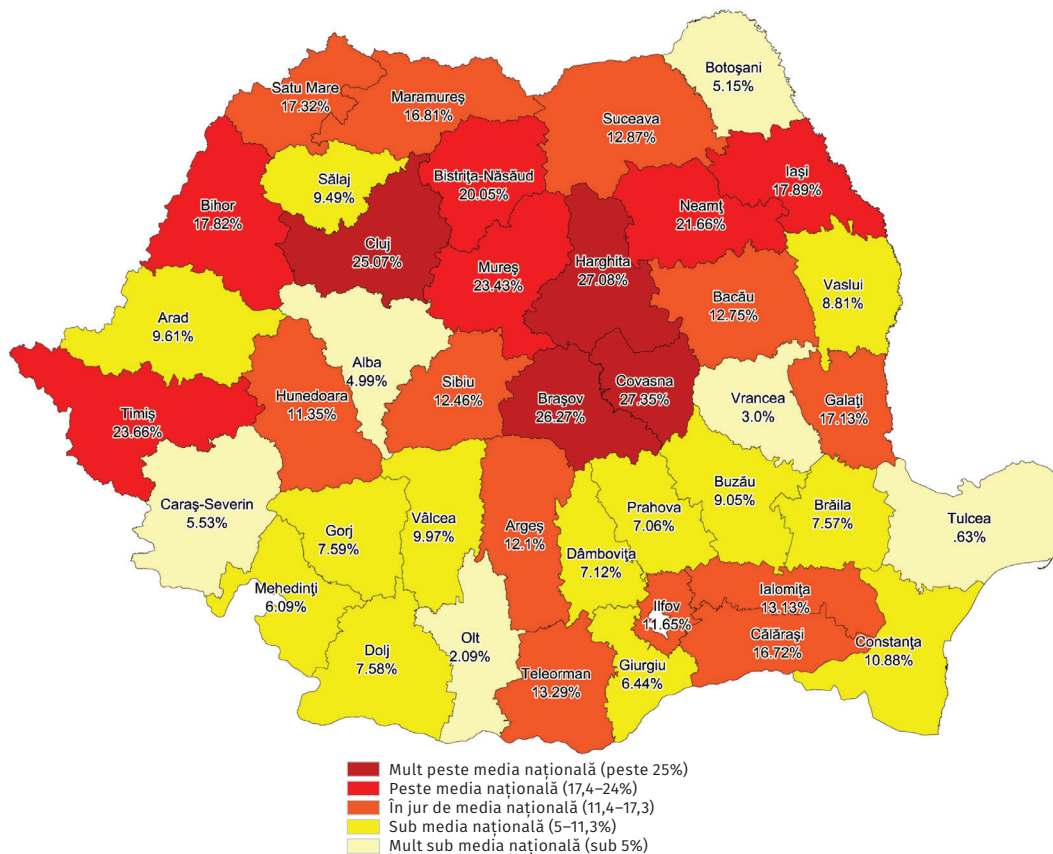 Botoşani
5.15%
Satu Mare
17.32%
Maramureş
16.81%
Suceava
12.87%
Iaşi
17.89%
Bistriţa-Năsăud
20.05%
Sălaj
9.49%
Bihor
17.82%
Neamţ
21.66%
Cluj
25.07%
Harghita
27.08%
Mureş
23.43%
Vaslui
8.81%
Bacău
12.75%
Arad
9.61%
Alba
4.99%
Sibiu
12.46%
Covasna
27.35%
Hunedoara
11.35%
Braşov
26.27%
Vrancea
3.0%
Galaţi
17.13%
Timiş
23.66%
Caraş-Severin
5.53%
Buzău
9.05%
Prahova
7.06%
Brăila
7.57%
Tulcea
.63%
Vâlcea
9.97%
Argeş
12.1%
Gorj
7.59%
Dâmboviţa
7.12%
Mehedinţi
6.09%
Ialomiţa
13.13%
Ilfov
11.65%
Călăraşi
16.72%
Constanţa
10.88%
Olt
2.09%
Dolj
7.58%
Giurgiu
6.44%
Teleorman
13.29%
Mult peste media națională (peste 25%)
Peste media națională (17,4–24%)
În jur de media națională (11,4–17,3)
Sub media națională (5–11,3%)
Mult sub media națională (sub 5%)